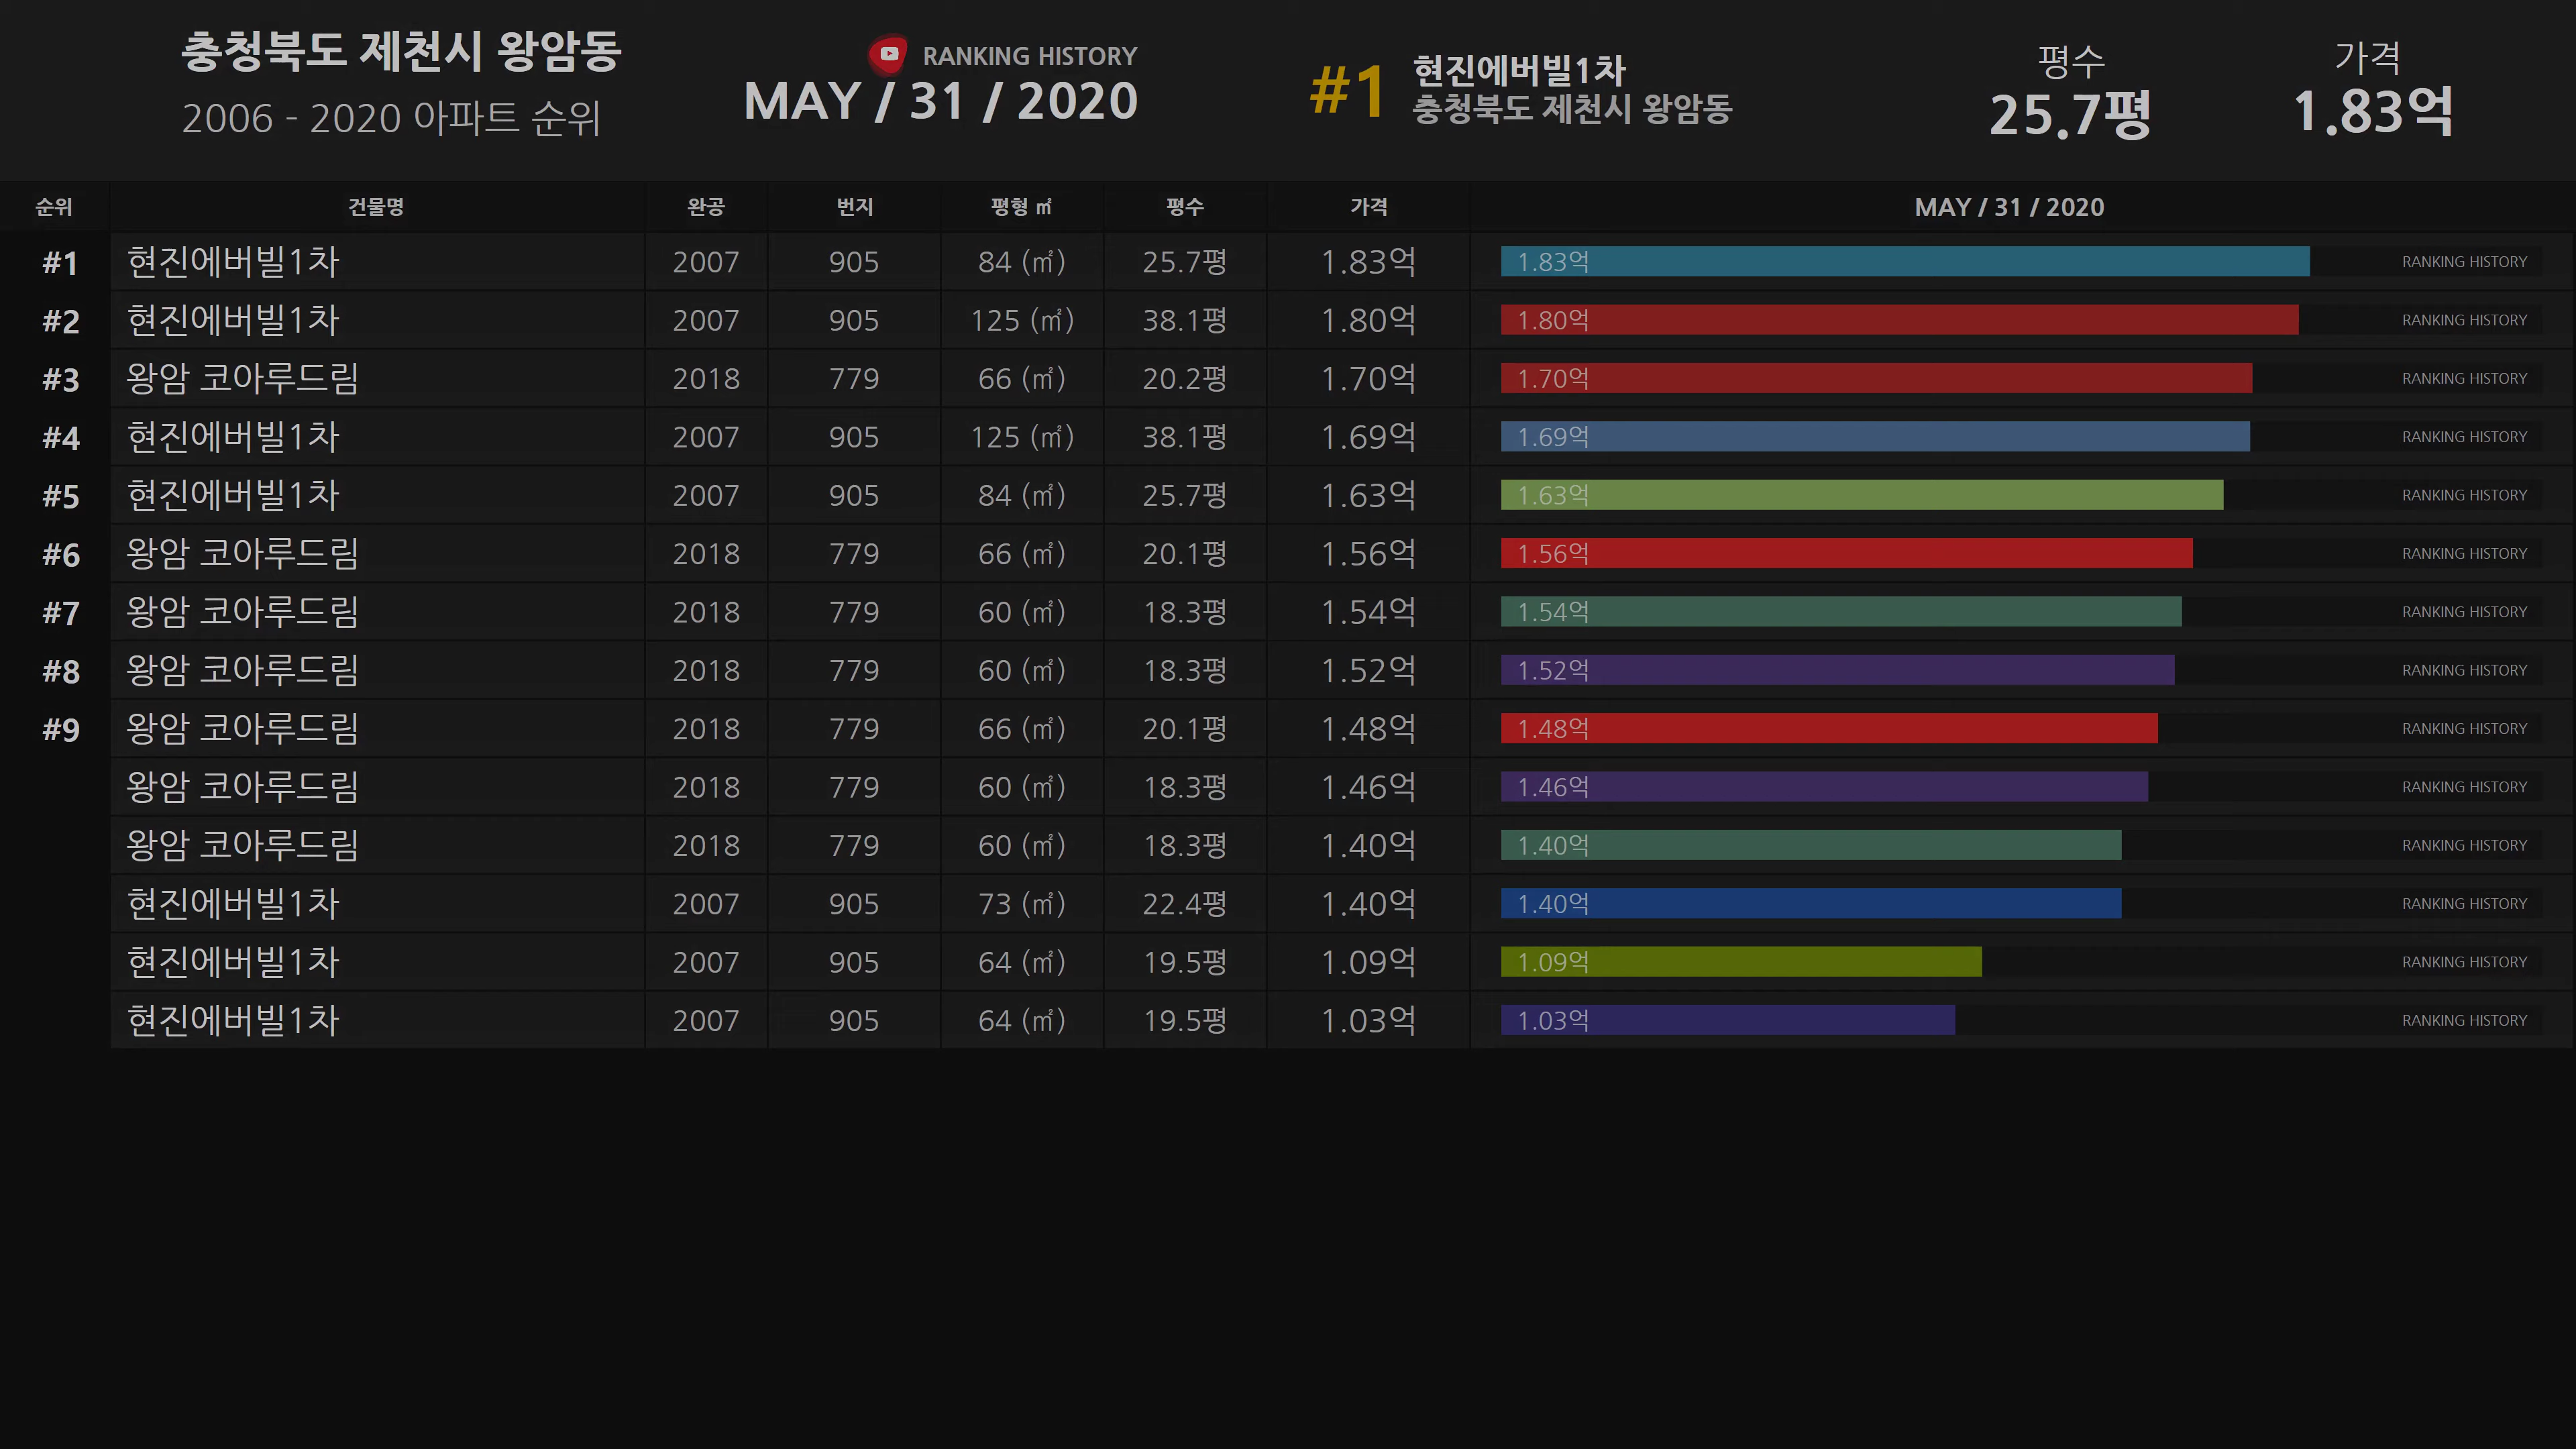 충청북도 제천시 왕암동
2006 - 2020 아파트 순위
RANKING HISTORY
MAY / 31 / 2020
#1
현진에버빌1차
충청북도 제천시 왕암동
평수
25.7평
가격
1.83억
순위 건물명 완공 번지 평형 ㎡ 평수 가격 MAY / 31 / 2020
#1 현진에버빌1차 2007 905 84 (㎡) 25.7평 1.83억 1.83억 RANKING HISTORY
#2 현진에버빌1차 2007 905 125 (㎡) 38.1평 1.80억 1.80억 RANKING HISTORY
#3 왕암 코아루드림 2018 779 66 (㎡) 20.2평 1.70억 1.70억 RANKING HISTORY
#4 현진에버빌1차 2007 905 125 (㎡) 38.1평 1.69억 1.69억 RANKING HISTORY
#5 현진에버빌1차 2007 905 84 (㎡) 25.7평 1.63억 1.63억 RANKING HISTORY
#6 왕암 코아루드림 2018 779 66 (㎡) 20.1평 1.56억 1.56억 RANKING HISTORY
#7 왕암 코아루드림 2018 779 60 (㎡) 18.3평 1.54억 1.54억 RANKING HISTORY
#8 왕암 코아루드림 2018 779 60 (㎡) 18.3평 1.52억 1.52억 RANKING HISTORY
#9 왕암 코아루드림 2018 779 66 (㎡) 20.1평 1.48억 1.48억 RANKING HISTORY
왕암 코아루드림 2018 779 60 (㎡) 18.3평 1.46억 1.46억 RANKING HISTORY
왕암 코아루드림 2018 779 60 (㎡) 18.3평 1.40억 1.40억 RANKING HISTORY
현진에버빌1차 2007 905 73 (㎡) 22.4평 1.40억 1.40억 RANKING HISTORY
현진에버빌1차 2007 905 64 (㎡) 19.5평 1.09억 1.09억 RANKING HISTORY
현진에버빌1차 2007 905 64 (㎡) 19.5평 1.03억 1.03억 RANKING HISTORY